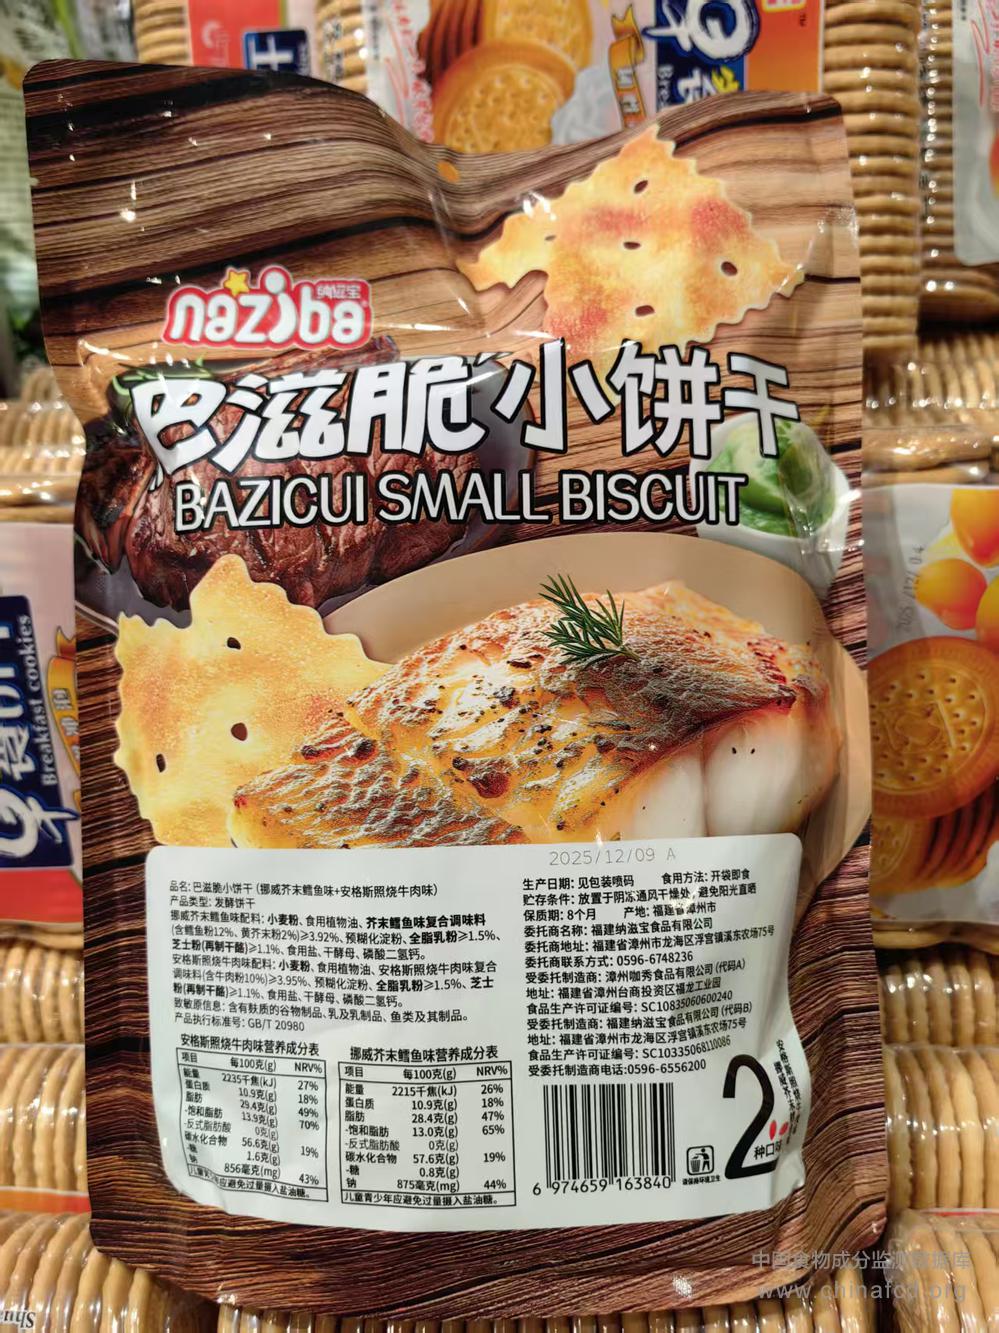 naziba
纳滋宝
巴滋脆小饼干
BAZICUI SMALL BISCUIT
2025/12/09 A
品名: 巴滋脆小饼干 (挪威芥末鳕鱼味+安格斯照烧牛肉味)
产品类型: 发酵饼干
挪威芥末鳕鱼味配料: 小麦粉、食用植物油、芥末鳕鱼味复合调味料
(含鳕鱼粉12%、黄芥末粉2%)≥3.92%、预糊化淀粉、全脂乳粉≥1.5%、
芝士粉(再制干酪)≥1.1%、食用盐、干酵母、磷酸二氢钙。
安格斯照烧牛肉味配料: 小麦粉、食用植物油、安格斯照烧牛肉味复合
调味料(含牛肉粉10%)≥3.95%、预糊化淀粉、全脂乳粉≥1.5%、芝士
粉(再制干酪)≥1.1%、食用盐、干酵母、磷酸二氢钙。
致敏原信息: 含有麸质的谷物制品、乳及乳制品、鱼类及其制品。
产品执行标准号: GB/T 20980
安格斯照烧牛肉味营养成分表
项目 每100克(g) NRV%
能量 2235千焦(kJ) 27%
蛋白质 10.9克(g) 18%
脂肪 29.4克(g) 49%
-饱和脂肪 13.9克(g) 70%
-反式脂肪酸 0克(g)
碳水化合物 56.6克(g) 19%
-糖 1.6克(g)
钠 856毫克(mg) 43%
儿童青少年应避免过量摄入盐油糖。
挪威芥末鳕鱼味营养成分表
项目 每100克(g) NRV%
能量 2215千焦(kJ) 26%
蛋白质 10.9克(g) 18%
脂肪 28.4克(g) 47%
-饱和脂肪 13.0克(g) 65%
-反式脂肪酸 0克(g)
碳水化合物 57.6克(g) 19%
-糖 0.8克(g)
钠 875毫克(mg) 44%
儿童青少年应避免过量摄入盐油糖。
生产日期: 见包装喷码 食用方法: 开袋即食
贮存条件: 放置于阴冻通风干燥处, 避免阳光直晒
保质期: 8个月 产地: 福建省漳州市
委托商名称: 福建纳滋宝食品有限公司
委托商地址: 福建省漳州市龙海区浮宫镇溪东农场75号
委托商联系方式: 0596-6748236
受委托制造商: 漳州咖秀食品有限公司 (代码A)
地址: 福建省漳州台商投资区福龙工业园
食品生产许可证编号: SC10835060600240
受委托制造商: 福建纳滋宝食品有限公司 (代码B)
地址: 福建省漳州市龙海区浮宫镇溪东农场75号
食品生产许可证编号: SC10335068110086
受委托制造商电话: 0596-6556200
6 974659 163840
请保持环境卫生
2
种口味
Breakfast cookies
中国食物成分监测数据库
www.chinafcd.org